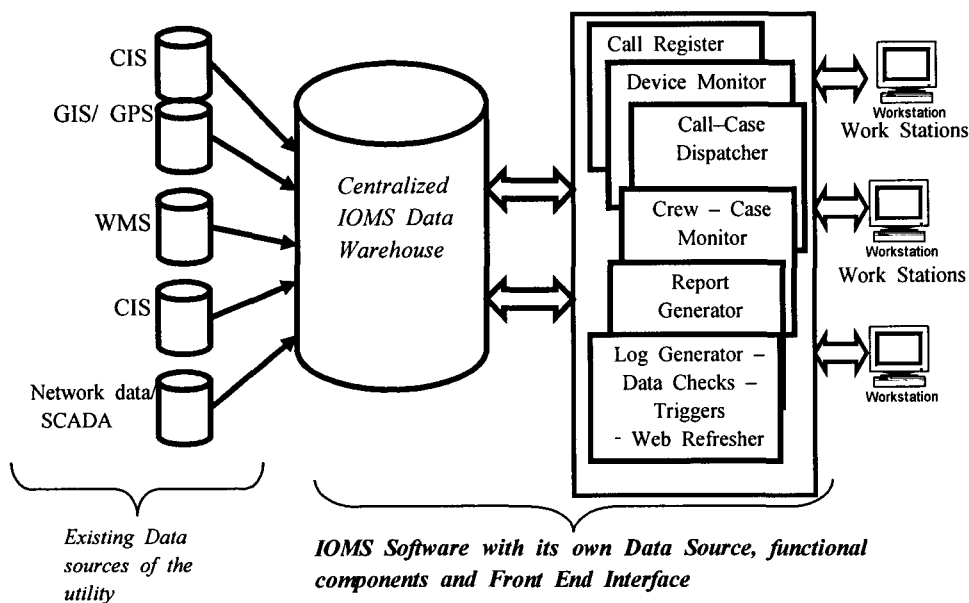 CIS
GIS/ GPS
WMS
CIS
Network data/
SCADA
Existing Data
sources of the
utility
Centralized
IOMS Data
Warehouse
Call Register
Device Monitor
Call–Case
Dispatcher
Crew – Case
Monitor
Report
Generator
Log Generator –
Data Checks –
Triggers
- Web Refresher
IOMS Software with its own Data Source, functional
components and Front End Interface
Workstation
Work Stations
Workstation
Work Stations
Workstation